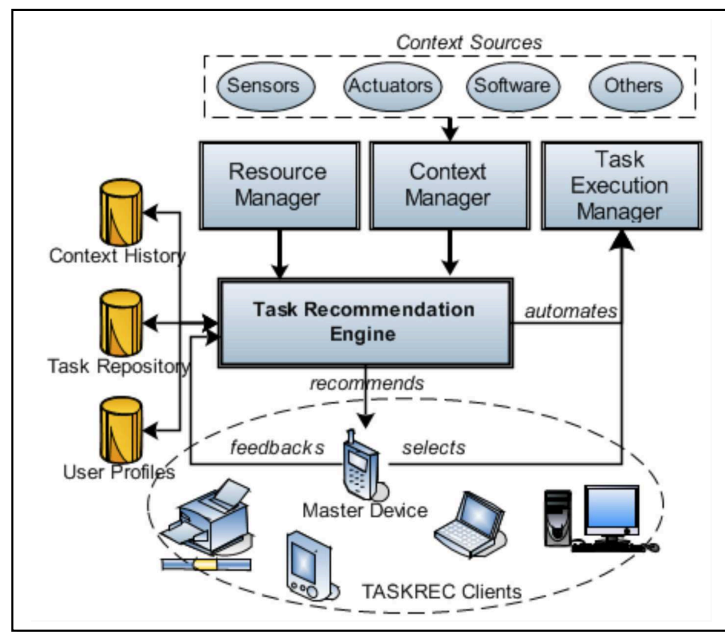 Context Sources
Sensors
Actuators
Software
Others
Resource
Manager
Context
Manager
Task
Execution
Manager
Context History
Task Recommendation
Engine
automates
Task Repository
recommends
User Profiles
feedbacks
selects
Master Device
TASKREC Clients